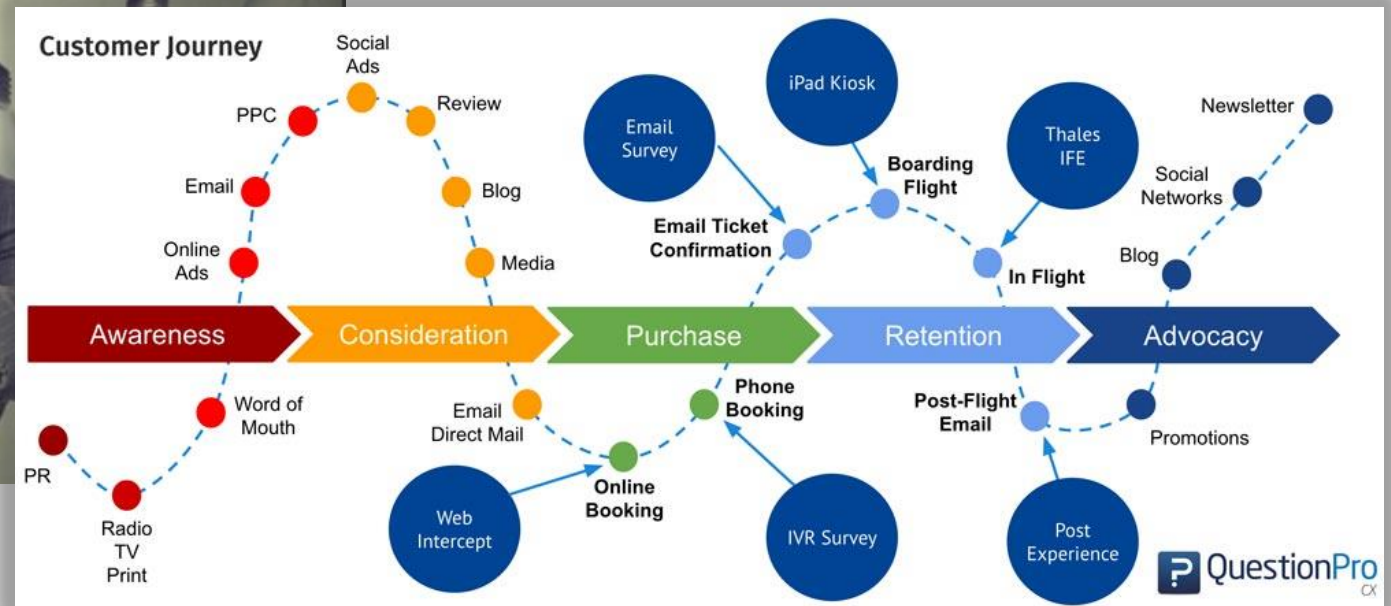 Customer Journey
Social
Ads
PPC
Review
Email
Blog
Online
Ads
Media
Email
Survey
iPad Kiosk
Thales
IFE
Boarding
Flight
Email Ticket
Confirmation
In Flight
Newsletter
Social
Networks
Blog
Awareness
Consideration
Purchase
Retention
Advocacy
PR
Radio
TV
Print
Word of
Mouth
Email
Direct Mail
Online
Booking
Phone
Booking
Web
Intercept
IVR Survey
Post-Flight
Email
Promotions
Post
Experience
? QuestionPro
CX